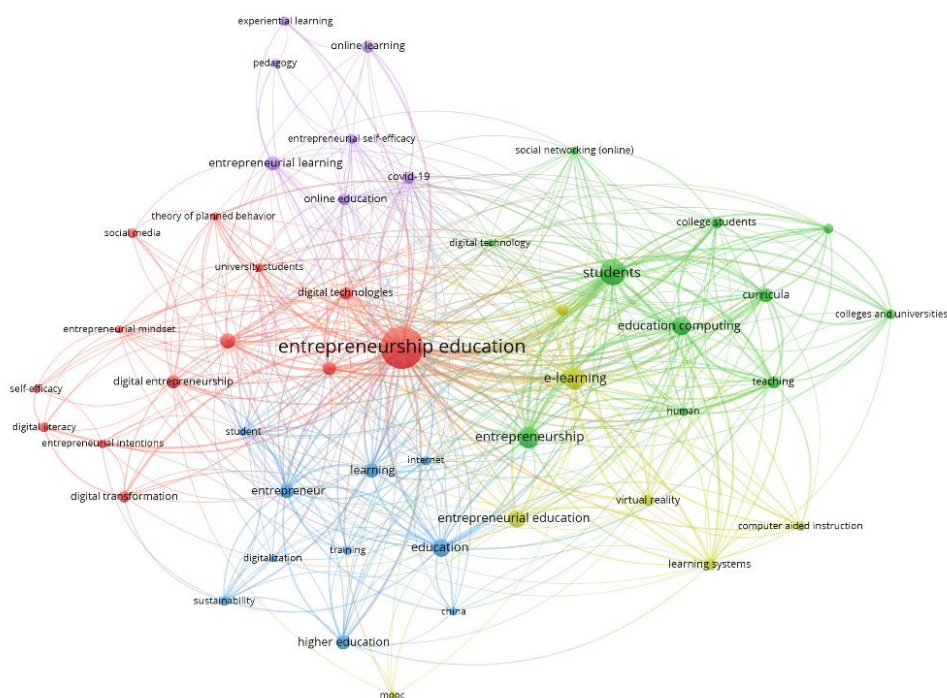 experiential learning
online learning
pedagogy
entrepreneurial self-efficacy
social networking (online)
entrepreneurial learning
covid-19
online education
theory of planned behavior
college students
social media
digital technology
university students
students
digital technologies
curricula
colleges and universities
education computing
entrepreneurial mindset
entrepreneurship education
e-learning
digital entrepreneurship
teaching
self-efficacy
human
digital literacy
student
entrepreneurship
entrepreneurial intentions
internet
learning
entrepreneur
digital transformation
virtual reality
entrepreneurial education
computer aided instruction
education
training
digitalization
learning systems
sustainability
china
higher education
mooc